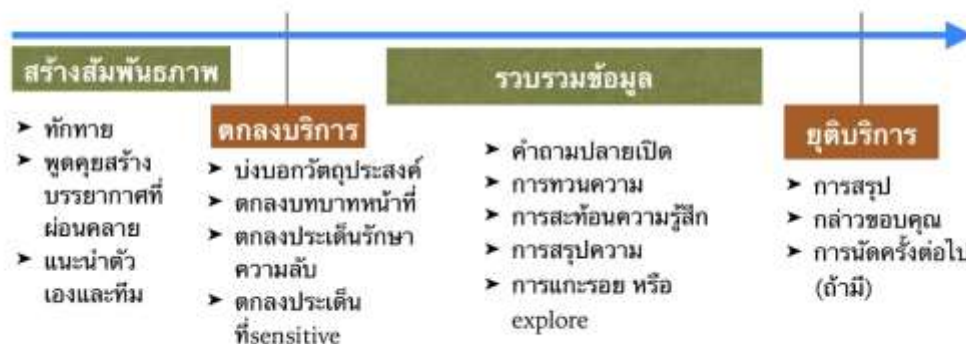 สร้างสัมพันธภาพ
➤ ทักทาย
➤ พูดคุยสร้าง
บรรยากาศที่
ผ่อนคลาย
➤ แนะนำตัว
เองและทีม
ตกลงบริการ
➤ บ่งบอกวัตถุประสงค์
➤ ตกลงบทบาทหน้าที่
➤ ตกลงประเด็นรักษา
ความลับ
➤ ตกลงประเด็น
ที่sensitive
รวบรวมข้อมูล
➤ คำถามปลายเปิด
➤ การทวนความ
➤ การสะท้อนความรู้สึก
➤ การสรุปความ
➤ การแกะรอย หรือ
explore
ยุติบริการ
➤ การสรุป
➤ กล่าวขอบคุณ
➤ การนัดครั้งต่อไป
(ถ้ามี)